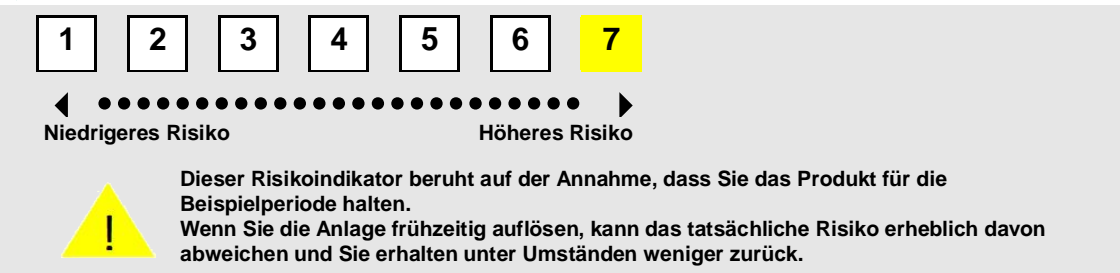 1 2 3 4 5 6 7
Niedrigeres Risiko Höheres Risiko
Dieser Risikoindikator beruht auf der Annahme, dass Sie das Produkt für die
Beispielperiode halten.
Wenn Sie die Anlage frühzeitig auflösen, kann das tatsächliche Risiko erheblich davon
abweichen und Sie erhalten unter Umständen weniger zurück.
!